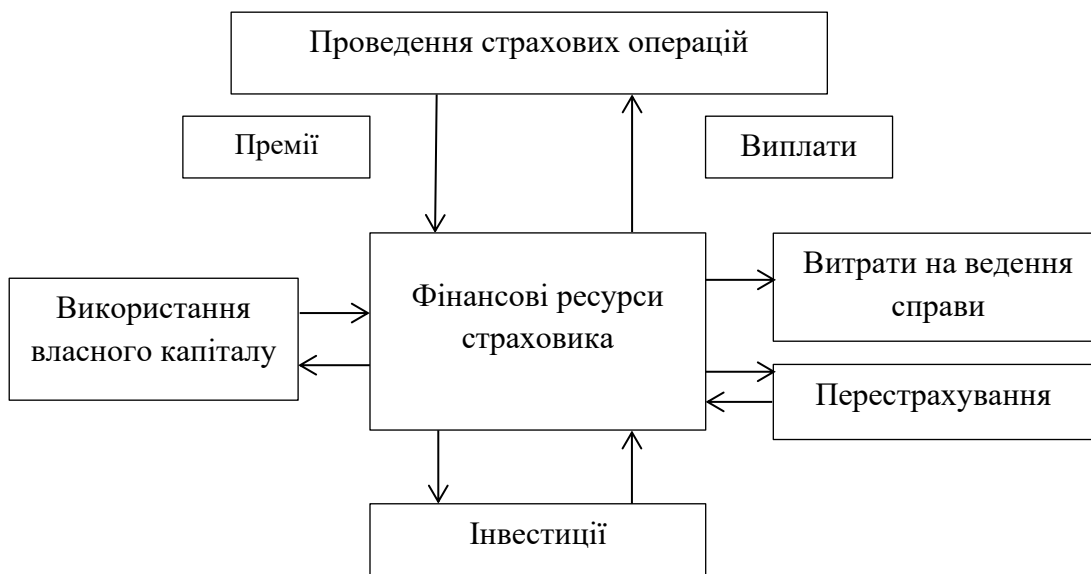 Проведення страхових операцій
Премії
Виплати
Використання
власного капіталу
Фінансові ресурси
страховика
Витрати на ведення
справи
Перестрахування
Інвестиції